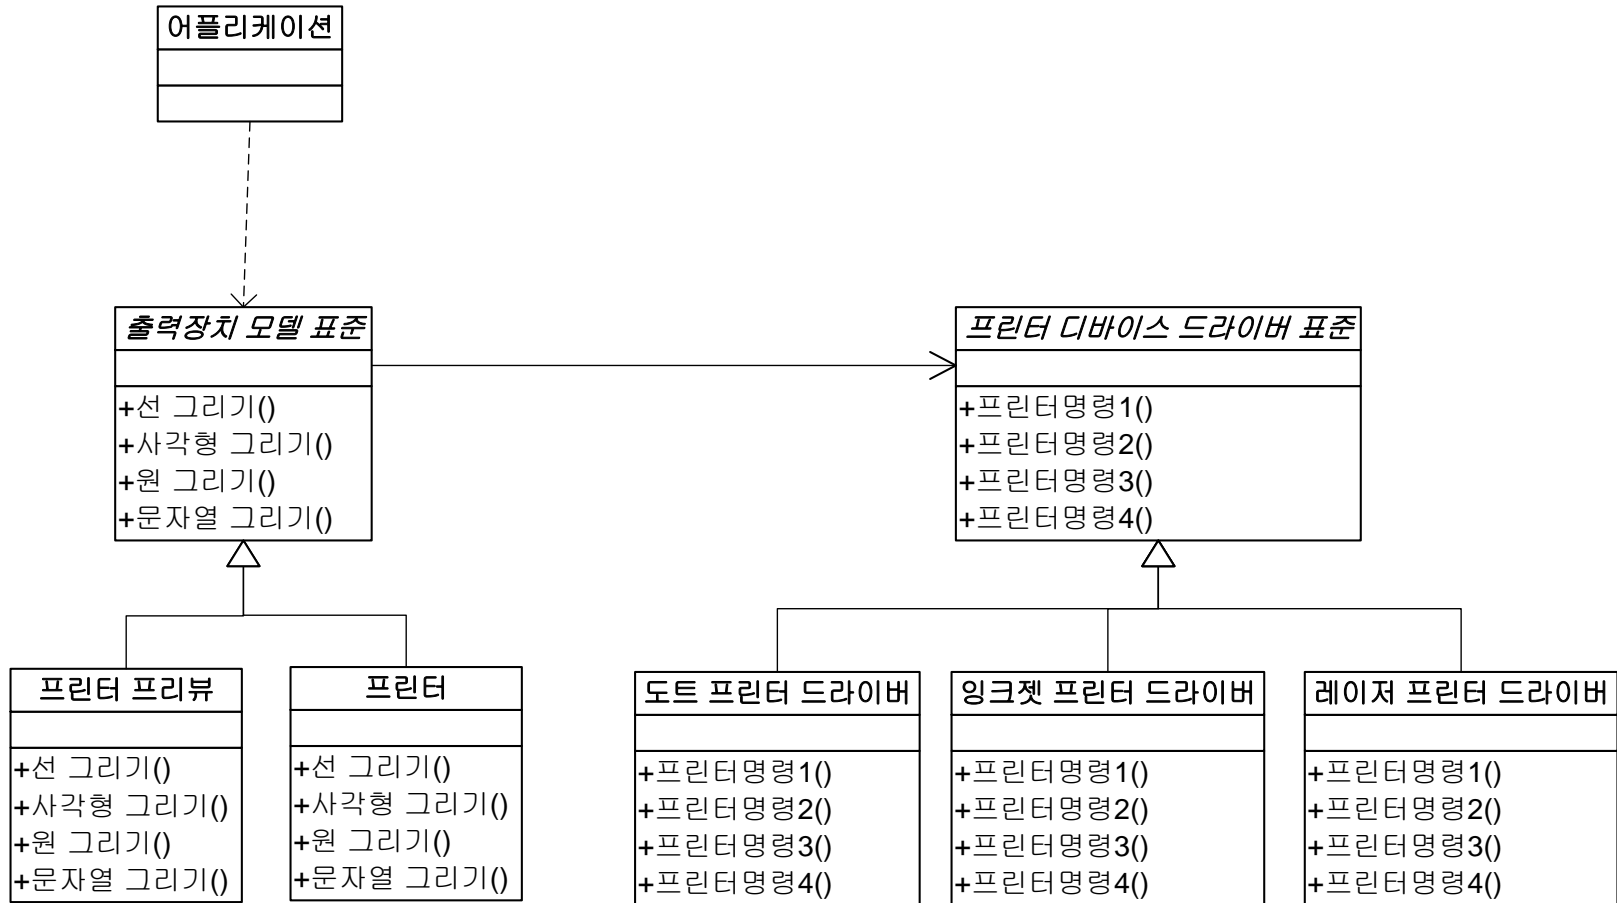 어플리케이션
출력장치 모델 표준
+선 그리기()
+사각형 그리기()
+원 그리기()
+문자열 그리기()
프린터 디바이스 드라이버 표준
+프린터명령1()
+프린터명령2()
+프린터명령3()
+프린터명령4()
프린터 프리뷰
+선 그리기()
+사각형 그리기()
+원 그리기()
+문자열 그리기()
프린터
+선 그리기()
+사각형 그리기()
+원 그리기()
+문자열 그리기()
도트 프린터 드라이버
+프린터명령1()
+프린터명령2()
+프린터명령3()
+프린터명령4()
잉크젯 프린터 드라이버
+프린터명령1()
+프린터명령2()
+프린터명령3()
+프린터명령4()
레이저 프린터 드라이버
+프린터명령1()
+프린터명령2()
+프린터명령3()
+프린터명령4()